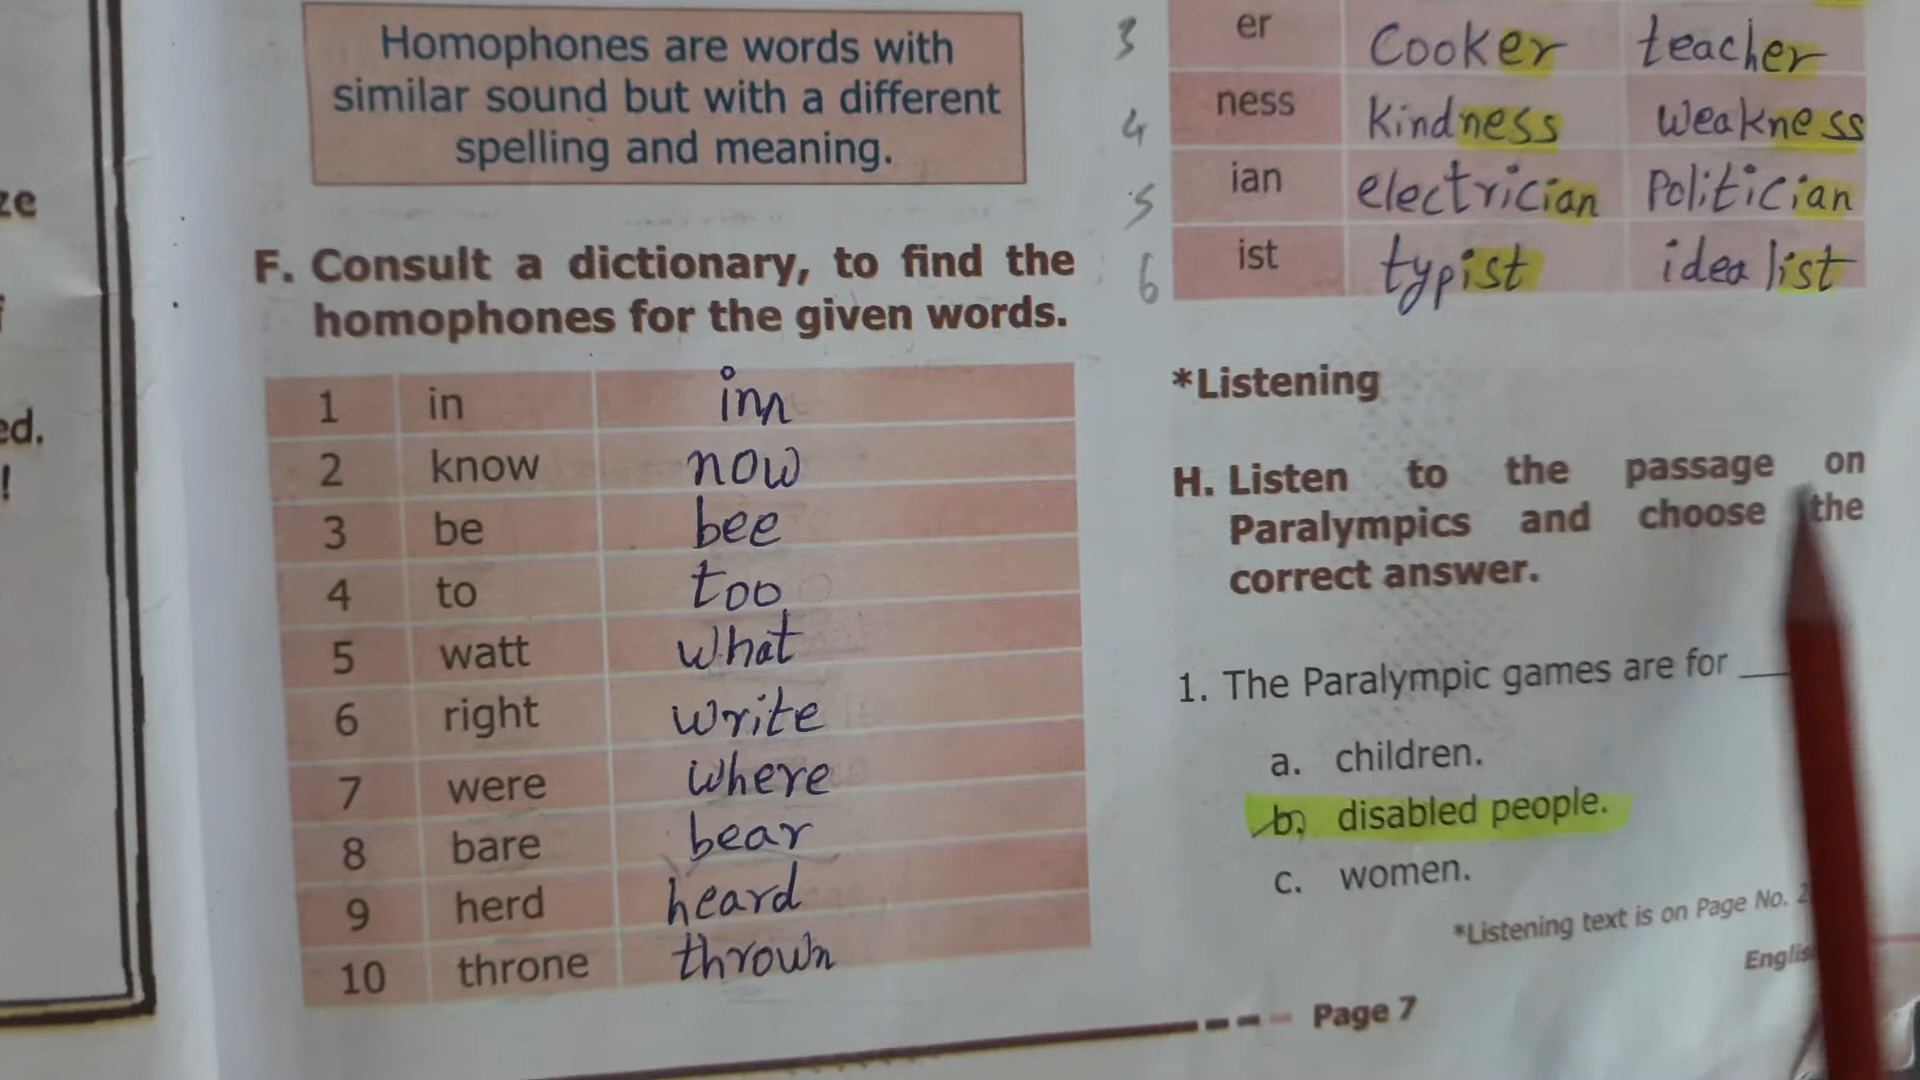 ze
ed.
!
Homophones are words with
similar sound but with a different
spelling and meaning.
F. Consult a dictionary, to find the
homophones for the given words.
1 in inn
2 know now
3 be bee
4 to too
5 watt what
6 right write
7 were where
8 bare bear
9 herd heard
10 throne thrown
3 er Cooker teacher
4 ness kindness Weakness
5 ian electrician Politician
6 ist typist idealist
*Listening
H. Listen to the passage on
Paralympics and choose the
correct answer.
1. The Paralympic games are for ___
a. children.
b. disabled people.
c. women.
*Listening text is on Page No. 2
Englis
Page 7